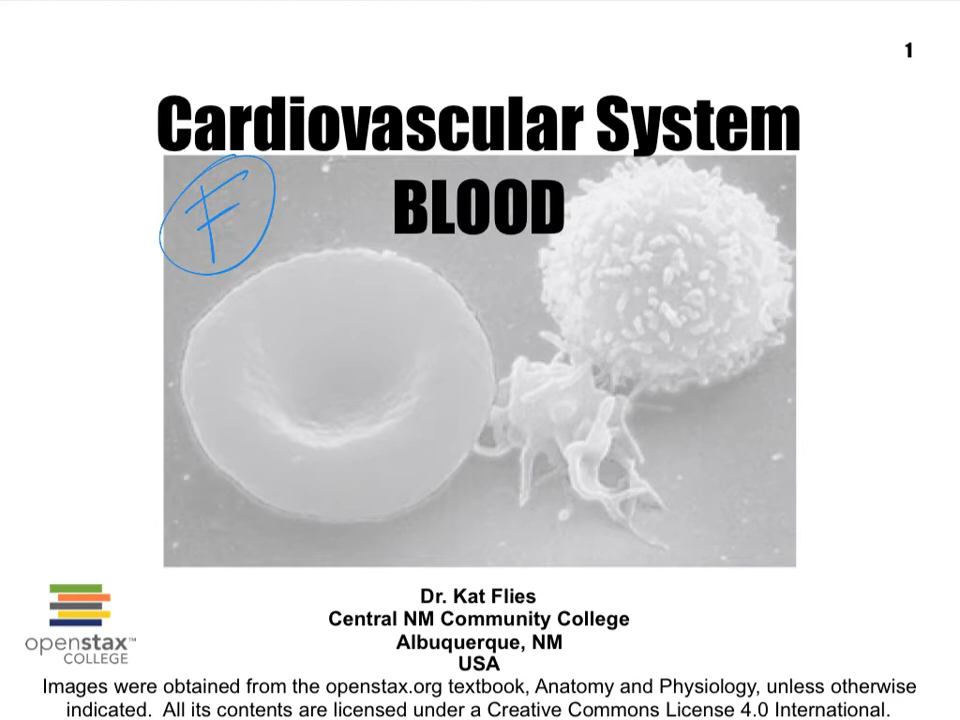 1
Cardiovascular System
BLOOD
F
Dr. Kat Flies
Central NM Community College
Albuquerque, NM
USA
openstax™
COLLEGE
Images were obtained from the openstax.org textbook, Anatomy and Physiology, unless otherwise
indicated.  All its contents are licensed under a Creative Commons License 4.0 International.